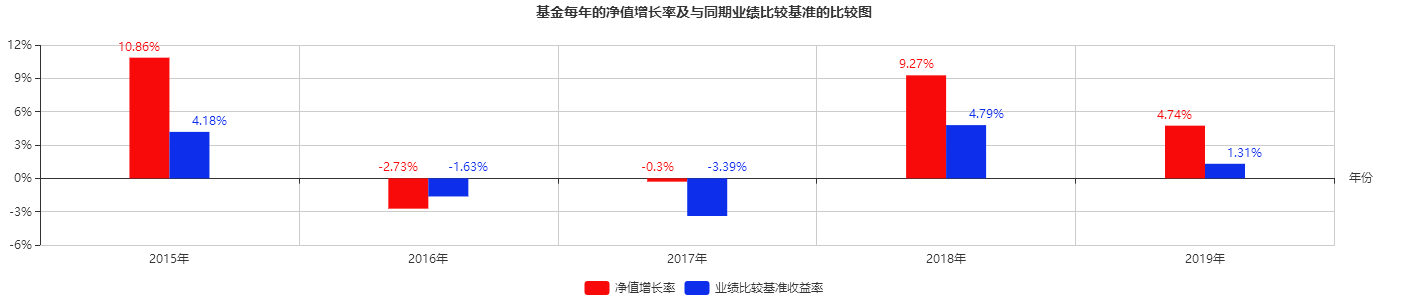 基金每年的净值增长率及与同期业绩比较基准的比较图
12%
9%
6%
3%
0%
-3%
-6%
10.86%
4.18%
-2.73%
-1.63%
-0.3%
-3.39%
9.27%
4.79%
4.74%
1.31%
年份
2015年
2016年
2017年
2018年
2019年
净值增长率 业绩比较基准收益率